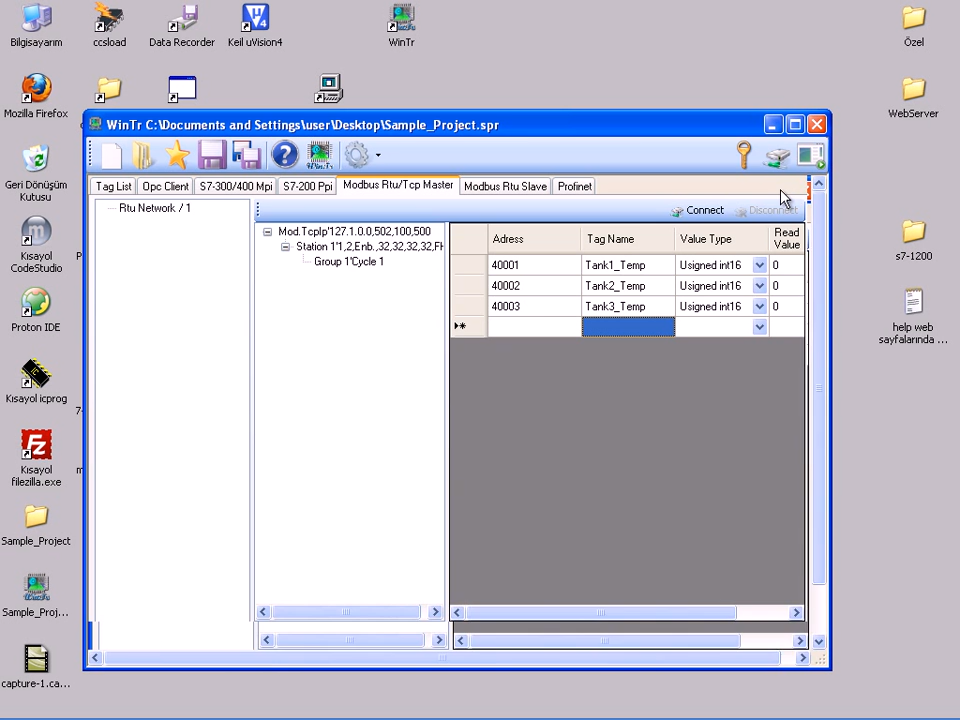 Bilgisayarım
ccsload
Data Recorder
Keil uVision4
WinTr
Özel
Mozilla Firefox
WebServer
WinTr C:\Documents and Settings\user\Desktop\Sample_Project.spr
Geri Dönüşüm
Kutusu
Tag List
Opc Client
S7-300/400 Mpi
S7-200 Ppi
Modbus Rtu/Tcp Master
Modbus Rtu Slave
Profinet
Rtu Network / 1
Connect
Disconnect
Mod.TcpIp'127.1.0.0,502,100,500
Station 1'1,2,Enb.,32,32,32,32,FH
Group 1'Cycle 1
Adress
Tag Name
Value Type
Read
Value
40001 Tank1_Temp Usigned int16 0
40002 Tank2_Temp Usigned int16 0
40003 Tank3_Temp Usigned int16 0
Kısayol
CodeStudio
s7-1200
Proton IDE
help web
sayfalarında ...
Kısayol icprog
7-
Kısayol
filezilla.exe
Sample_Project
Sample_Proj...
capture-1.ca...